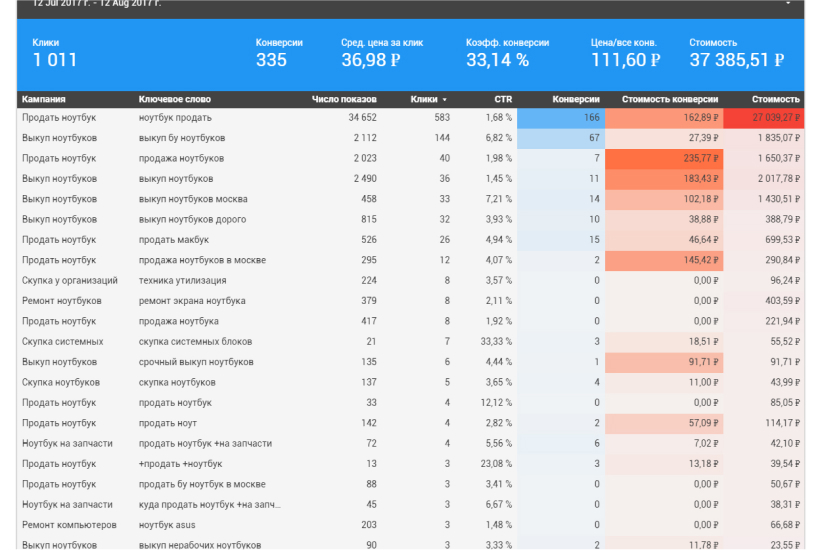 12 Jul 2017 г. - 12 Aug 2017 г.
Клики Конверсии Сред. цена за клик Коэфф. конверсии Цена/все конв. Стоимость
1 011 335 36,98 ₽ 33,14 % 111,60 ₽ 37 385,51 ₽
Кампания Ключевое слово Число показов Клики CTR Конверсии Стоимость конверсии Стоимость
Продать ноутбук ноутбук продать 34 652 583 1,68 % 166 162,89 ₽ 27 039,27 ₽
Выкуп ноутбуков выкуп бу ноутбуков 2 112 144 6,82 % 67 27,39 ₽ 1 835,07 ₽
Продать ноутбук продажа ноутбуков 2 023 40 1,98 % 7 235,77 ₽ 1 650,37 ₽
Выкуп ноутбуков выкуп ноутбуков 2 490 36 1,45 % 11 183,43 ₽ 2 017,78 ₽
Выкуп ноутбуков выкуп ноутбуков москва 458 33 7,21 % 14 102,18 ₽ 1 430,51 ₽
Выкуп ноутбуков выкуп ноутбуков дорого 815 32 3,93 % 10 38,88 ₽ 388,79 ₽
Продать ноутбук продать макбук 526 26 4,94 % 15 46,64 ₽ 699,53 ₽
Продать ноутбук продажа ноутбуков в москве 295 12 4,07 % 2 145,42 ₽ 290,84 ₽
Скупка у организаций техника утилизация 224 8 3,57 % 0 0,00 ₽ 96,24 ₽
Ремонт ноутбуков ремонт экрана ноутбука 379 8 2,11 % 0 0,00 ₽ 403,59 ₽
Продать ноутбук продажа ноутбука 417 8 1,92 % 0 0,00 ₽ 221,94 ₽
Скупка системных скупка системных блоков 21 7 33,33 % 3 18,51 ₽ 55,52 ₽
Выкуп ноутбуков срочный выкуп ноутбуков 135 6 4,44 % 1 91,71 ₽ 91,71 ₽
Скупка ноутбуков скупка ноутбуков 137 5 3,65 % 4 11,00 ₽ 43,99 ₽
Продать ноутбук продать ноутбук 33 4 12,12 % 0 0,00 ₽ 85,05 ₽
Продать ноутбук продать ноут 142 4 2,82 % 2 57,09 ₽ 114,17 ₽
Ноутбук на запчасти продать ноутбук +на запчасти 72 4 5,56 % 6 7,02 ₽ 42,10 ₽
Продать ноутбук +продать +ноутбук 13 3 23,08 % 3 13,18 ₽ 39,54 ₽
Продать ноутбук продать бу ноутбук в москве 88 3 3,41 % 0 0,00 ₽ 50,67 ₽
Ноутбук на запчасти куда продать ноутбук +на запч... 45 3 6,67 % 0 0,00 ₽ 38,31 ₽
Ремонт компьютеров ноутбук asus 203 3 1,48 % 0 0,00 ₽ 66,68 ₽
Выкуп ноутбуков выкуп нерабочих ноутбуков 90 3 3,33 % 2 11,78 ₽ 23,55 ₽